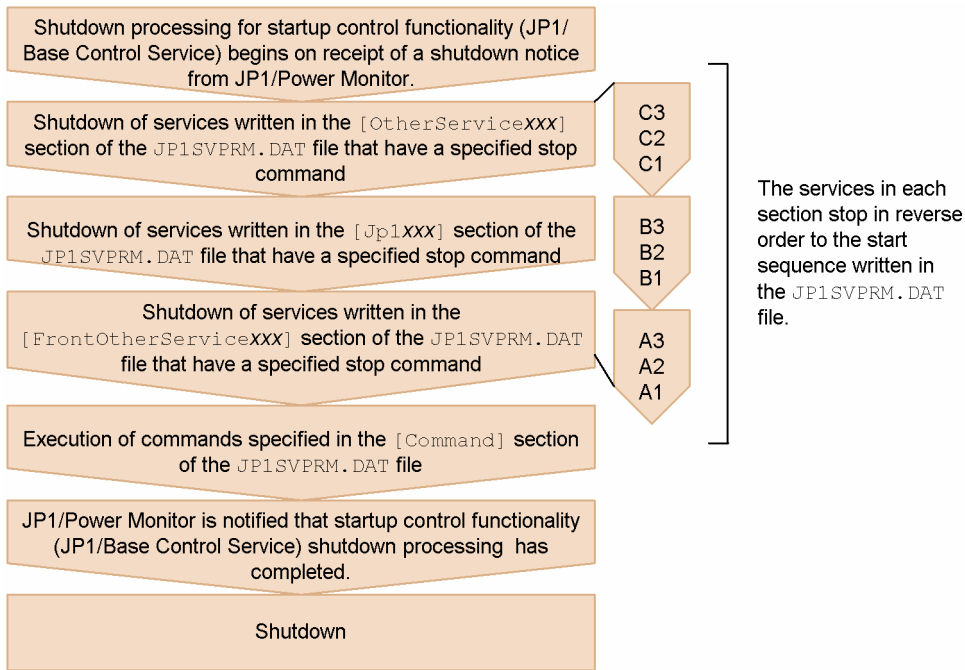 Shutdown processing for startup control functionality (JP1/
Base Control Service) begins on receipt of a shutdown notice
from JP1/Power Monitor.
Shutdown of services written in the [OtherServicexxx]
section of the JP1SVPRM.DAT file that have a specified stop
command
Shutdown of services written in the [Jp1xxx] section of the
JP1SVPRM.DAT file that have a specified stop command
Shutdown of services written in the
[FrontOtherServicexxx] section of the JP1SVPRM.DAT
file that have a specified stop command
Execution of commands specified in the [Command] section
of the JP1SVPRM.DAT file
JP1/Power Monitor is notified that startup control functionality
(JP1/Base Control Service) shutdown processing has
completed.
Shutdown
C3
C2
C1
B3
B2
B1
A3
A2
A1
The services in each
section stop in reverse
order to the start
sequence written in
the JP1SVPRM.DAT
file.